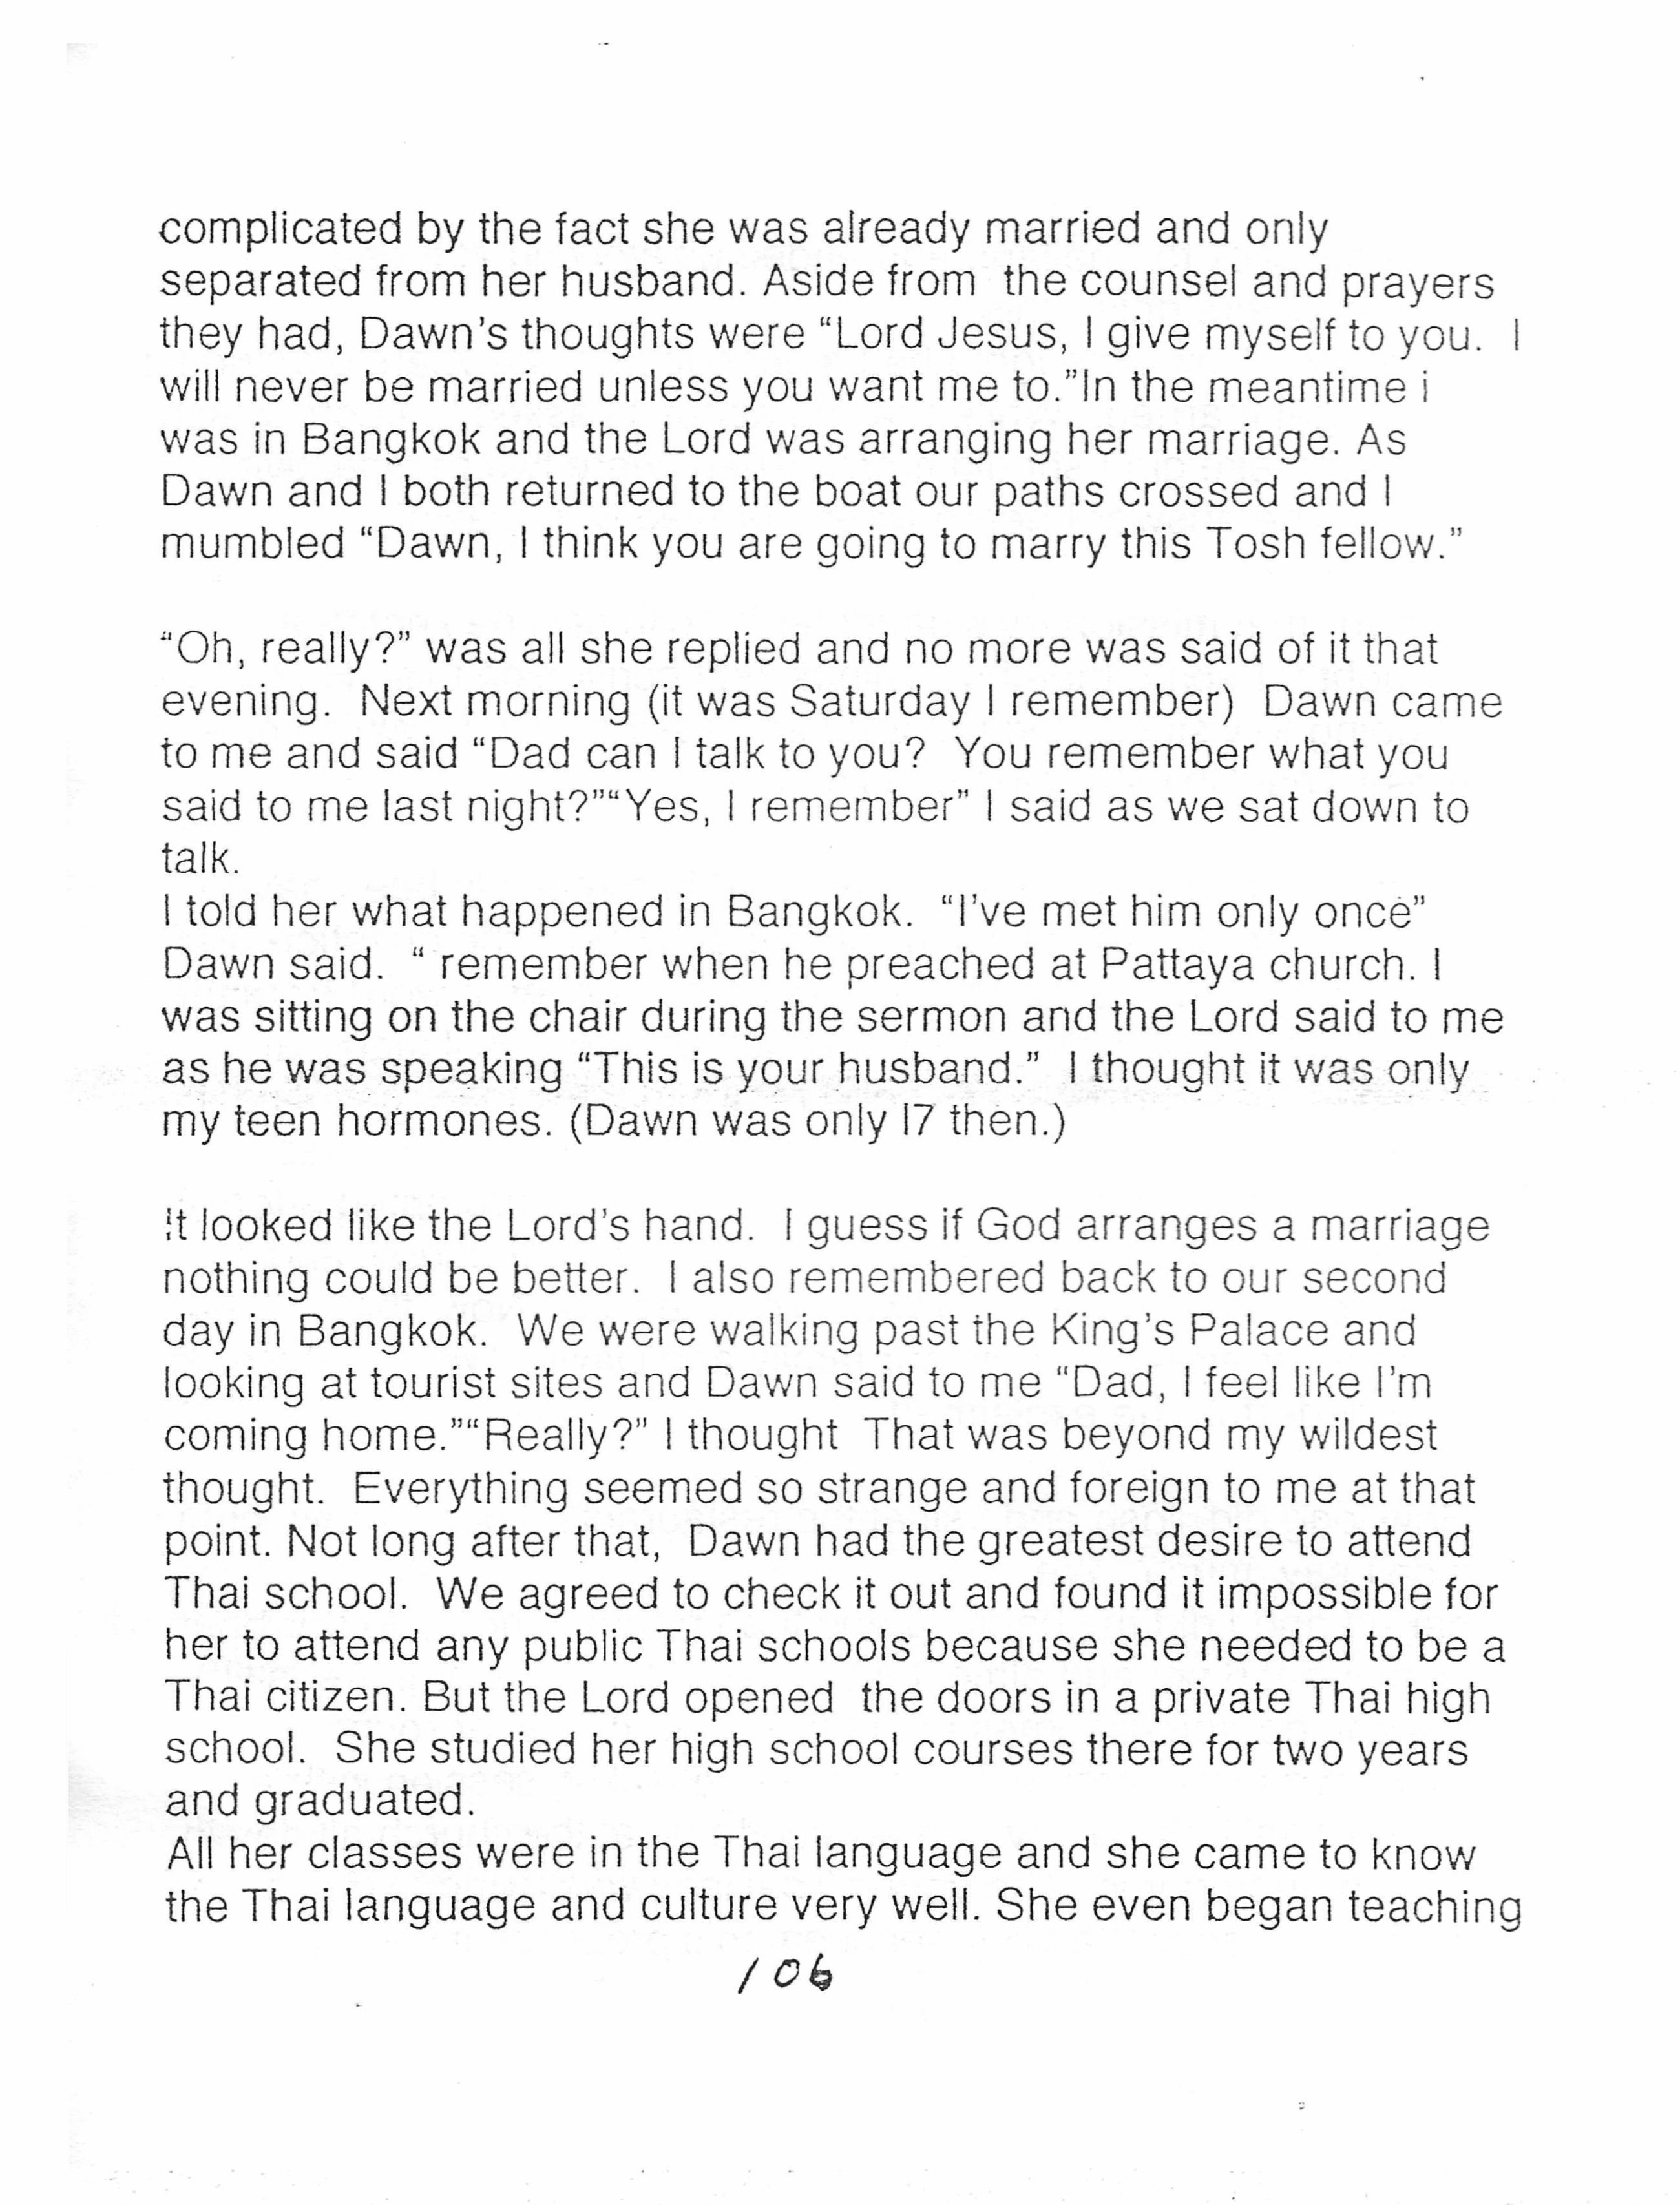 complicated by the fact she was already married and only
separated from her husband. Aside from the counsel and prayers
they had, Dawn's thoughts were “Lord Jesus, I give myself to you. I
will never be married unless you want me to.”In the meantime i
was in Bangkok and the Lord was arranging her marriage. As
Dawn and I both returned to the boat our paths crossed and I
mumbled “Dawn, I think you are going to marry this Tosh fellow.”

“Oh, really?” was all she replied and no more was said of it that
evening. Next morning (it was Saturday I remember) Dawn came
to me and said “Dad can I talk to you? You remember what you
said to me last night?”“Yes, I remember” I said as we sat down to
talk.
I told her what happened in Bangkok. “I've met him only once”
Dawn said. “ remember when he preached at Pattaya church. I
was sitting on the chair during the sermon and the Lord said to me
as he was speaking “This is your husband.” I thought it was only
my teen hormones. (Dawn was only 17 then.)

It looked like the Lord's hand. I guess if God arranges a marriage
nothing could be better. I also remembered back to our second
day in Bangkok. We were walking past the King's Palace and
looking at tourist sites and Dawn said to me “Dad, I feel like I'm
coming home.”“Really?” I thought That was beyond my wildest
thought. Everything seemed so strange and foreign to me at that
point. Not long after that, Dawn had the greatest desire to attend
Thai school. We agreed to check it out and found it impossible for
her to attend any public Thai schools because she needed to be a
Thai citizen. But the Lord opened the doors in a private Thai high
school. She studied her high school courses there for two years
and graduated.
All her classes were in the Thai language and she came to know
the Thai language and culture very well. She even began teaching
106